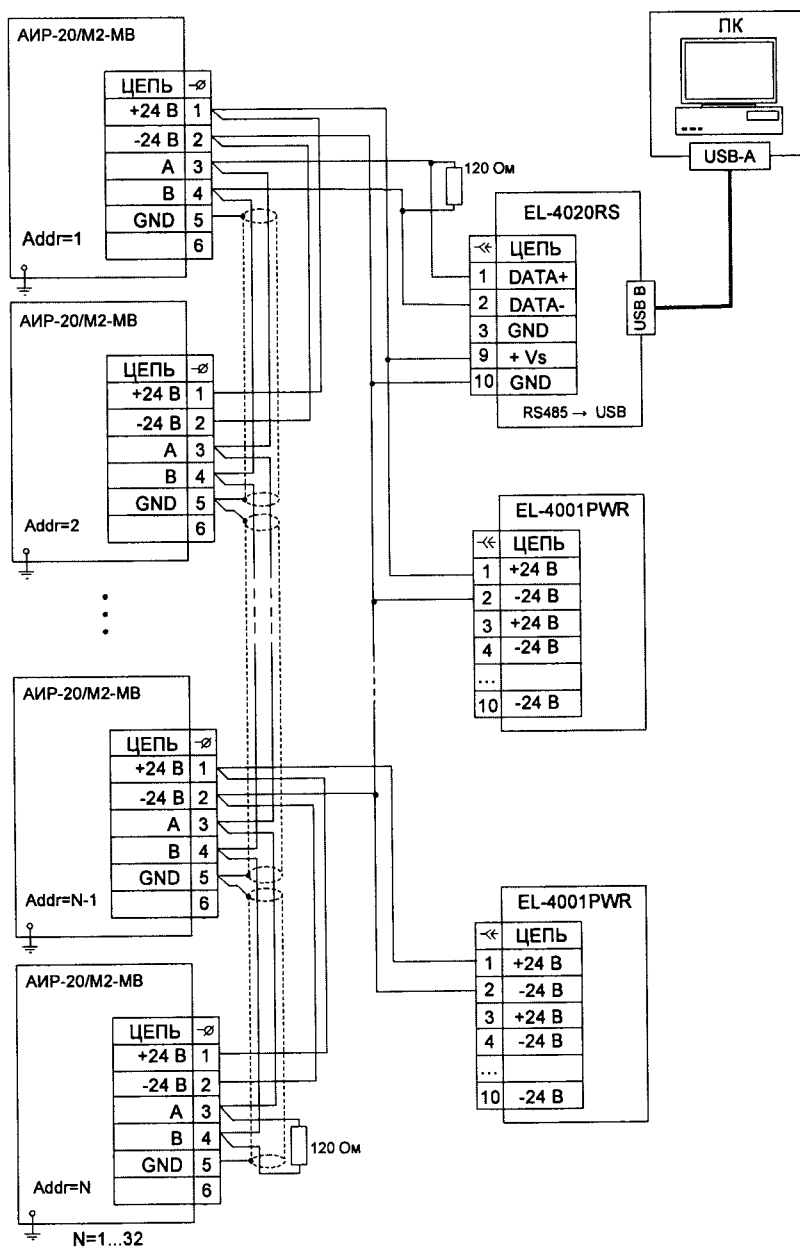 АИР-20/М2-МВ
ЦЕПЬ
+24 В 1
-24 В 2
А 3
В 4
GND 5
6
Addr=1
АИР-20/М2-МВ
ЦЕПЬ
+24 В 1
-24 В 2
А 3
В 4
GND 5
6
Addr=2
АИР-20/М2-МВ
ЦЕПЬ
+24 В 1
-24 В 2
А 3
В 4
GND 5
6
Addr=N-1
АИР-20/М2-МВ
ЦЕПЬ
+24 В 1
-24 В 2
А 3
В 4
GND 5
6
Addr=N
N=1...32
120 Ом
120 Ом
ПК
USB-A
EL-4020RS
ЦЕПЬ
1 DATA+
2 DATA-
3 GND
9 + Vs
10 GND
RS485 → USB
USB B
EL-4001PWR
ЦЕПЬ
1 +24 В
2 -24 В
3 +24 В
4 -24 В
...
10 -24 В
EL-4001PWR
ЦЕПЬ
1 +24 В
2 -24 В
3 +24 В
4 -24 В
...
10 -24 В